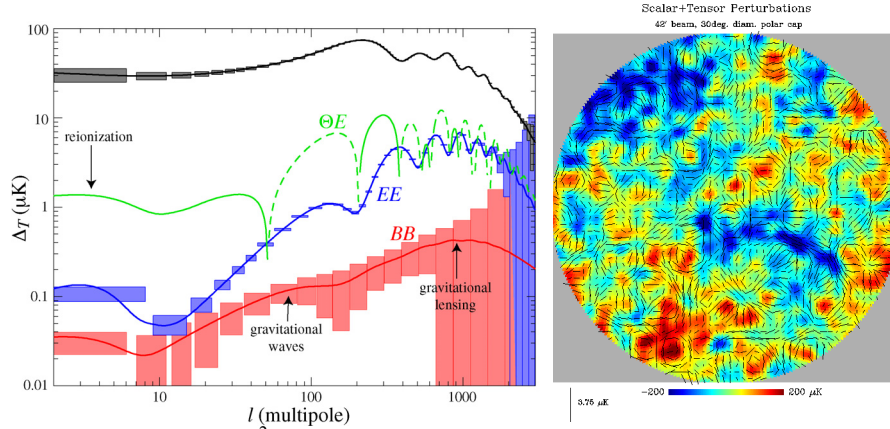 100
10
1
0.1
0.01
Δ_T (μK)
reionization
ΘE
EE
BB
gravitational
waves
gravitational
lensing
10
100
1000
l (multipole)
Scalar+Tensor Perturbations
42' beam, 30deg. diam. polar cap
3.75 μK
-200
200 μK